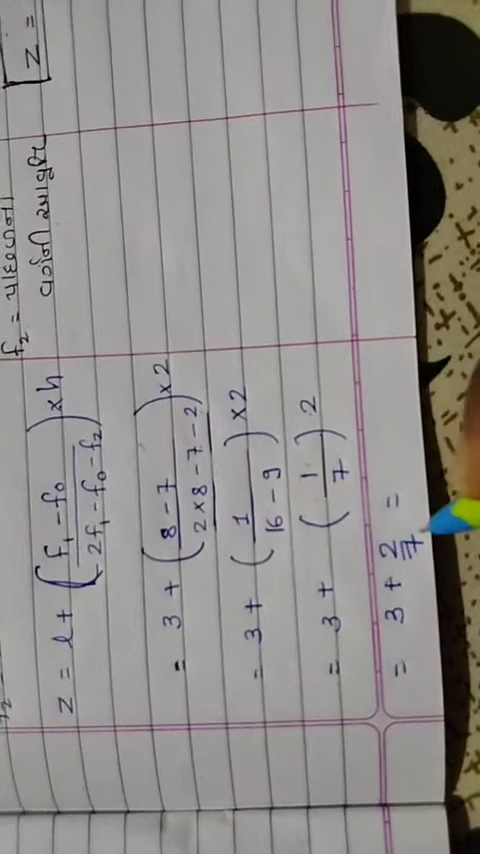 Z =
f₂ = પાછળના
વર્ગની આવૃત્તિ
Z = l + (f₁ - f₀ / 2f₁ - f₀ - f₂) × h
= 3 + (8 - 7 / 2 × 8 - 7 - 2) × 2
= 3 + (1 / 16 - 9) × 2
= 3 + (1 / 7) 2
= 3 + 2/7 =